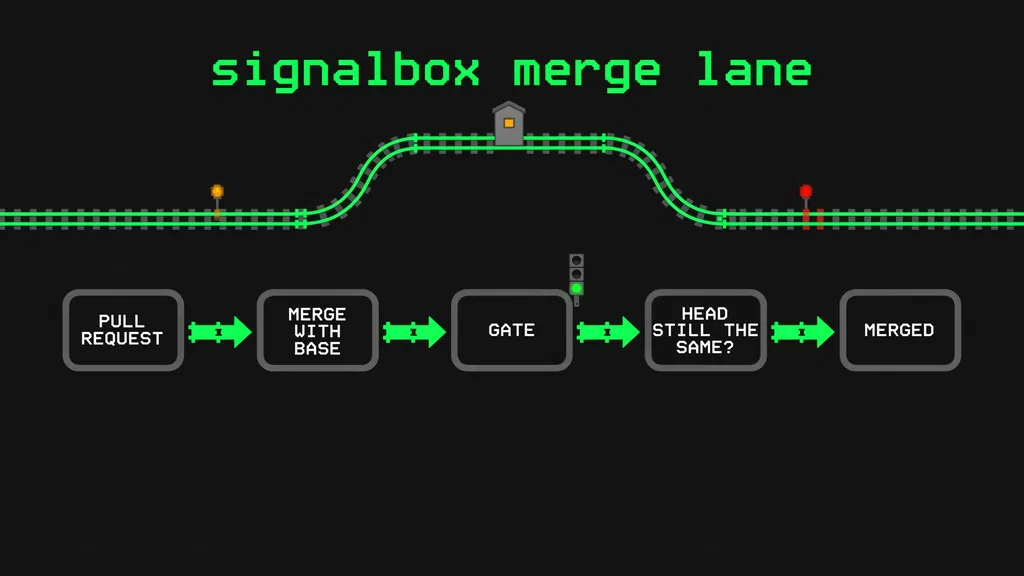 signalbox merge lane
PULL
REQUEST
MERGE
WITH
BASE
GATE
HEAD
STILL THE
SAME?
MERGED